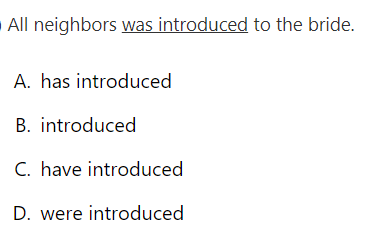 All neighbors was introduced to the bride.
A. has introduced
B. introduced
C. have introduced
D. were introduced